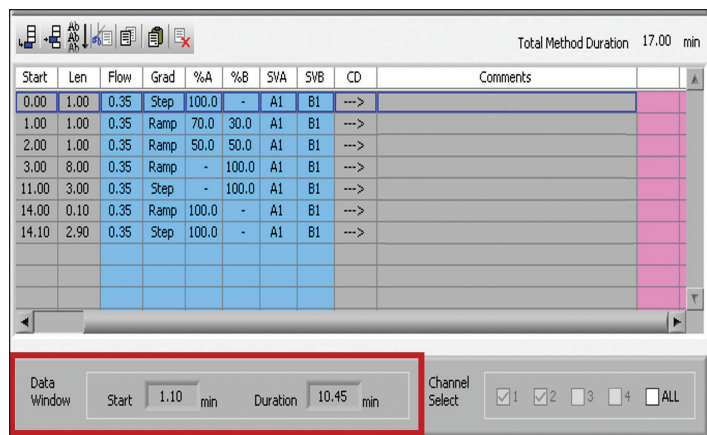 Ab Ab Ab
Total Method Duration 17.00 min
Start Len Flow Grad %A %B SVA SVB CD Comments
0.00 1.00 0.35 Step 100.0 - A1 B1 --->
1.00 1.00 0.35 Ramp 70.0 30.0 A1 B1 --->
2.00 1.00 0.35 Ramp 50.0 50.0 A1 B1 --->
3.00 8.00 0.35 Ramp - 100.0 A1 B1 --->
11.00 3.00 0.35 Step - 100.0 A1 B1 --->
14.00 0.10 0.35 Ramp 100.0 - A1 B1 --->
14.10 2.90 0.35 Step 100.0 - A1 B1 --->
Data Window Start 1.10 min Duration 10.45 min Channel Select 1 2 3 4 ALL